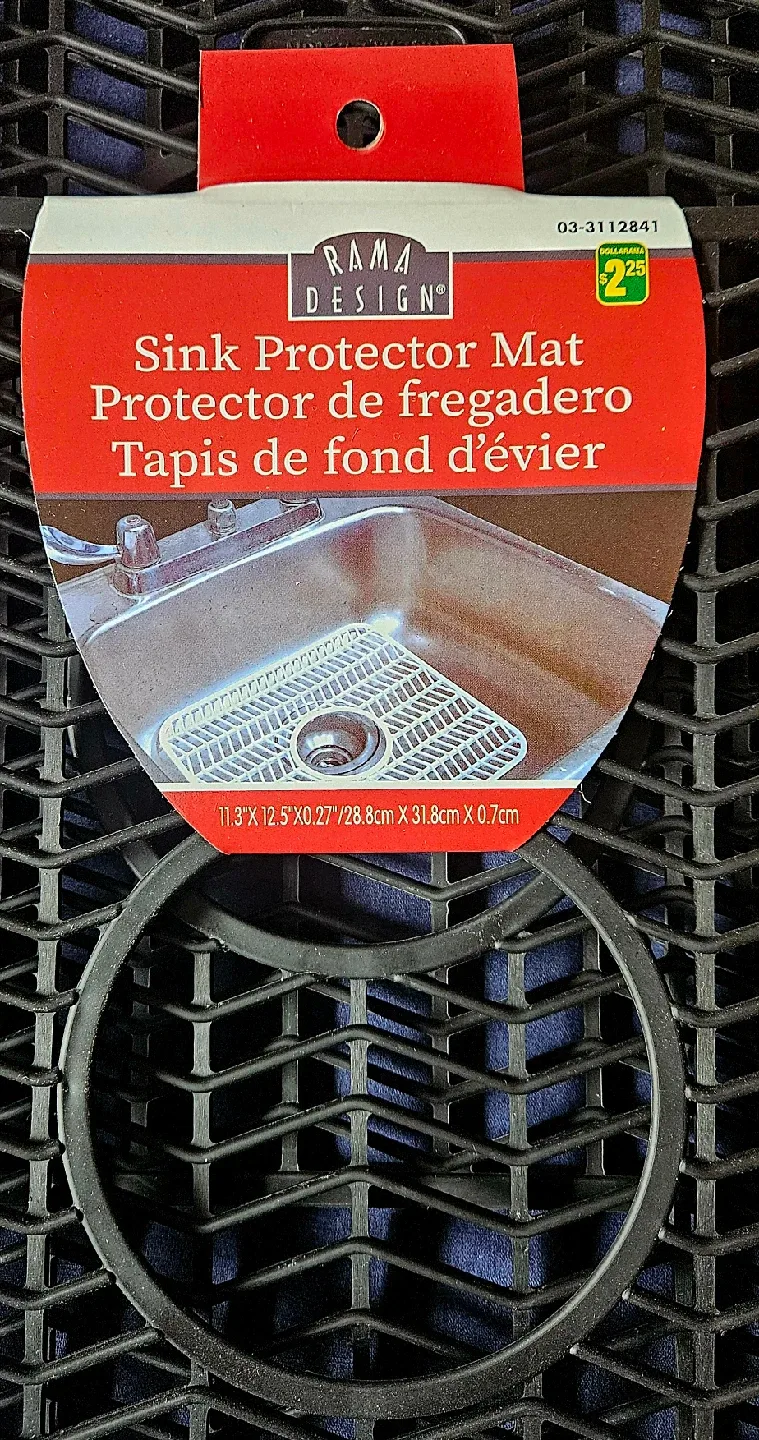 03-3112841
RAMA
DESIGN®
DOLLARAMA
$2.25
Sink Protector Mat
Protector de fregadero
Tapis de fond d'évier
11.3"X 12.5"X0.27"/28.8cm X 31.8cm X 0.7cm